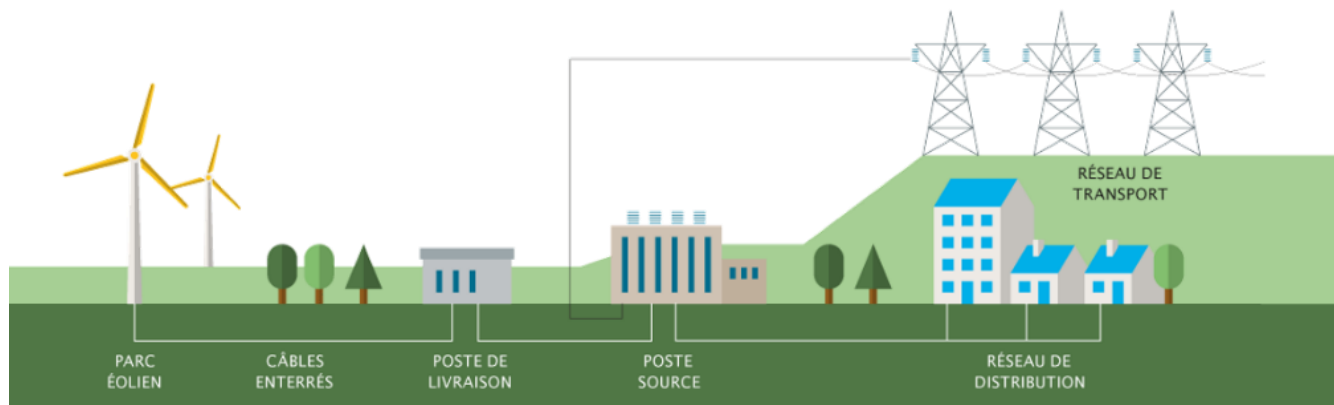 RÉSEAU DE
TRANSPORT
PARC
ÉOLIEN
CÂBLES
ENTERRÉS
POSTE DE
LIVRAISON
POSTE
SOURCE
RÉSEAU DE
DISTRIBUTION